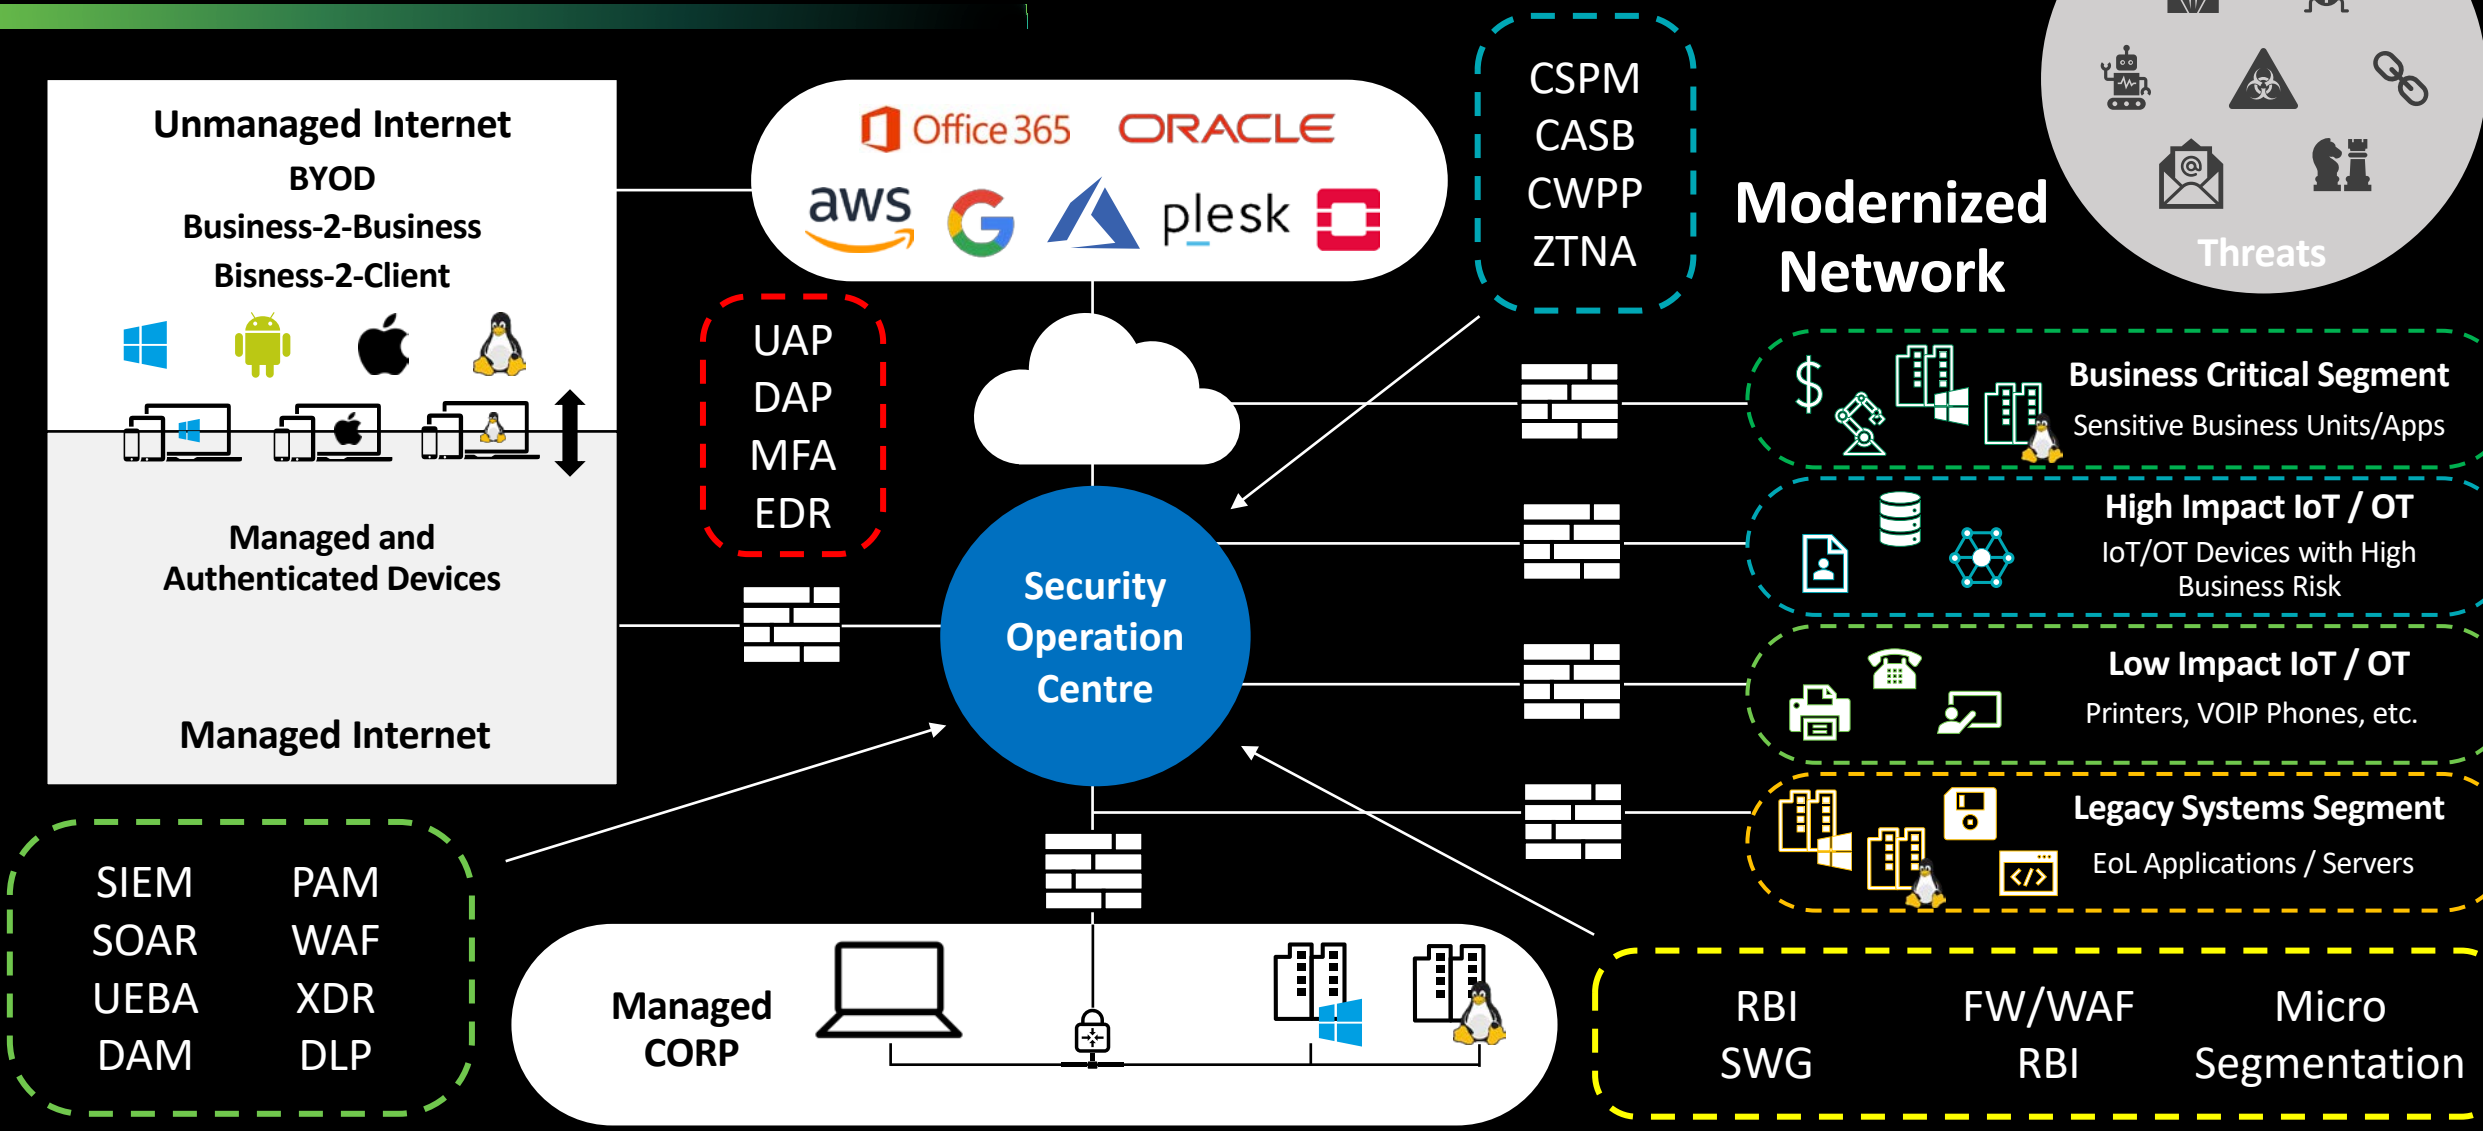 Unmanaged Internet
BYOD
Business-2-Business
Bisness-2-Client
Managed and
Authenticated Devices
Managed Internet
Office 365
ORACLE
aws
plesk
CSPM
CASB
CWPP
ZTNA
Modernized
Network
Threats
UAP
DAP
MFA
EDR
Security
Operation
Centre
Business Critical Segment
Sensitive Business Units/Apps
High Impact IoT / OT
IoT/OT Devices with High
Business Risk
Low Impact IoT / OT
Printers, VOIP Phones, etc.
Legacy Systems Segment
EoL Applications / Servers
SIEM PAM
SOAR WAF
UEBA XDR
DAM DLP
Managed
CORP
RBI FW/WAF Micro
SWG RBI Segmentation